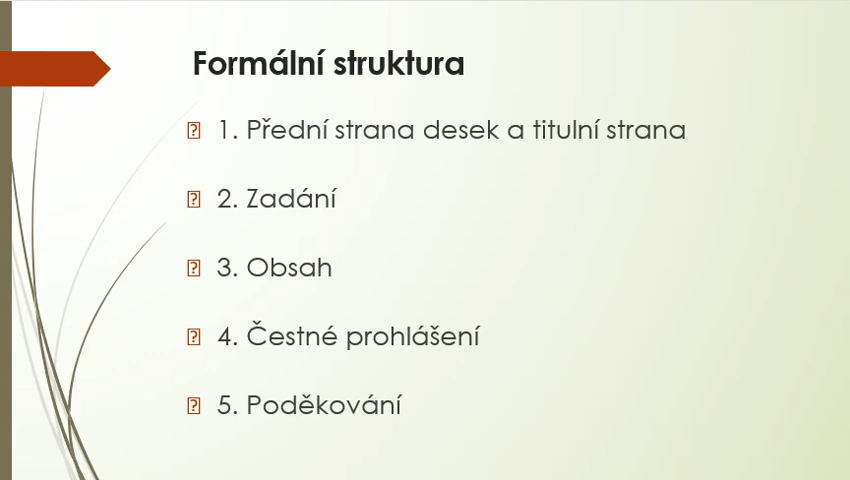 Formální struktura
1. Přední strana desek a titulní strana
2. Zadání
3. Obsah
4. Čestné prohlášení
5. Poděkování